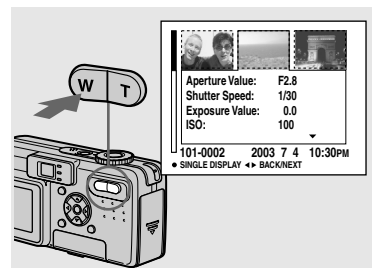 W T
Aperture Value: F2.8
Shutter Speed: 1/30
Exposure Value: 0.0
ISO: 100
101-0002 2003 7 4 10:30PM
● SINGLE DISPLAY ◂▸ BACK/NEXT